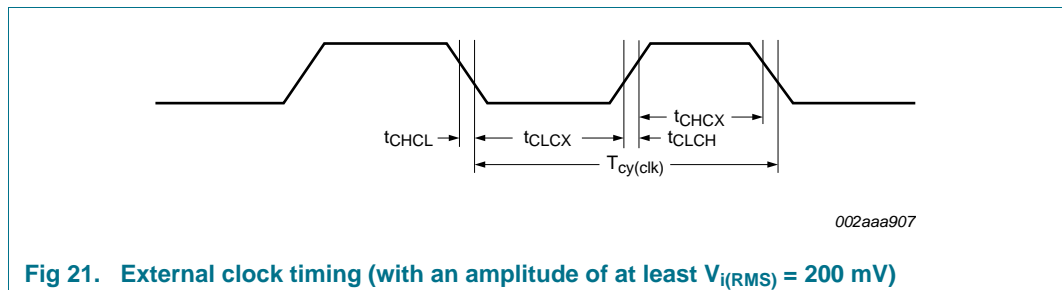 tCHCX
tCHCL tCLCX tCLCH
Tcy(clk)
002aaa907
Fig 21. External clock timing (with an amplitude of at least Vi(RMS) = 200 mV)